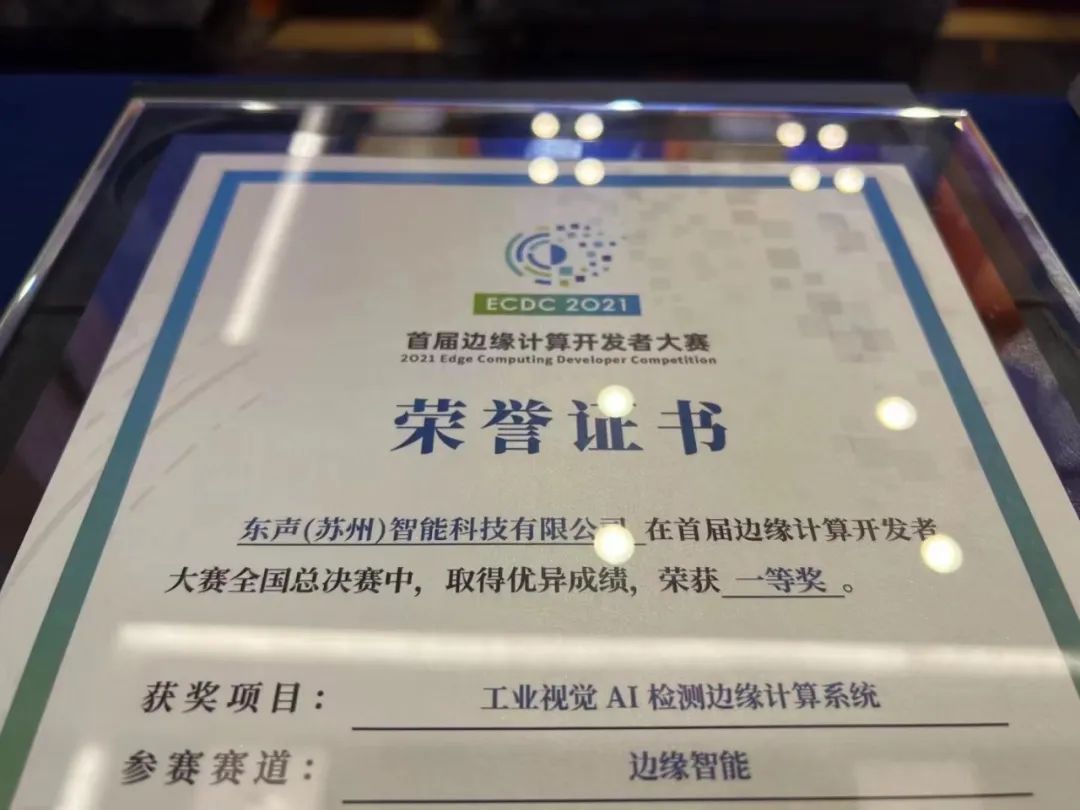 ECDC 2021
首届边缘计算开发者大赛
2021 Edge Computing Developer Competition
荣誉证书
东声(苏州)智能科技有限公司 在首届边缘计算开发者
大赛全国总决赛中，取得优异成绩，荣获 一等奖 。
获奖项目： 工业视觉 AI 检测边缘计算系统
参赛赛道： 边缘智能